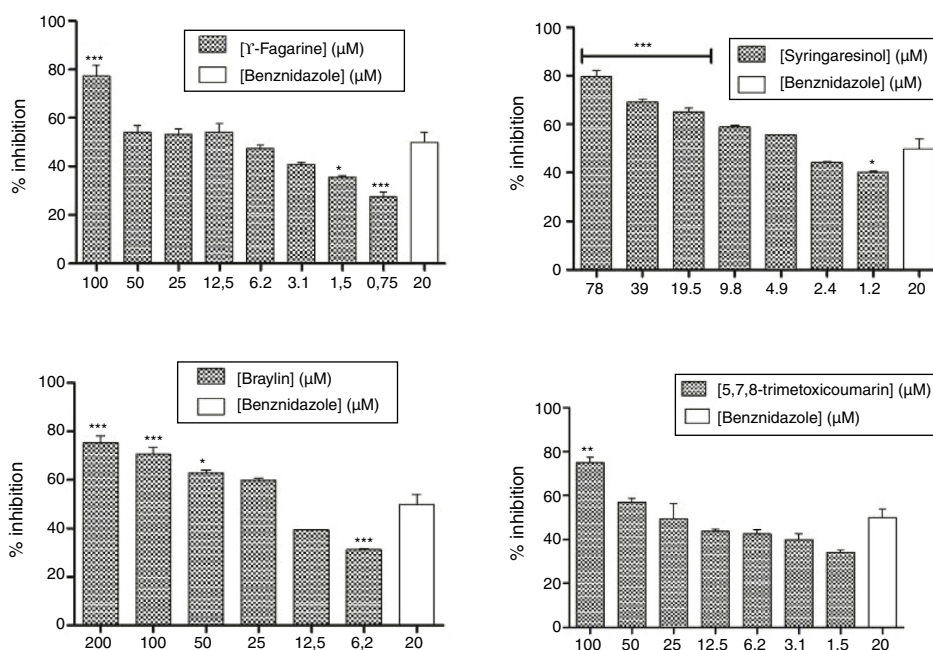 100
[ϒ-Fagarine] (µM)
[Benznidazole] (µM)
***
80
60
40
20
0
% inhibition
*
***
100 50 25 12,5 6.2 3.1 1,5 0,75 20
100
***
[Syringaresinol] (µM)
[Benznidazole] (µM)
80
60
40
20
0
% inhibition
*
78 39 19.5 9.8 4.9 2.4 1.2 20
100
[Braylin] (µM)
[Benznidazole] (µM)
80
60
40
20
0
% inhibition
***
***
*
***
200 100 50 25 12,5 6,2 20
[5,7,8-trimetoxicoumarin] (µM)
[Benznidazole] (µM)
100
80
60
40
20
0
% inhibition
**
100 50 25 12.5 6.2 3.1 1.5 20